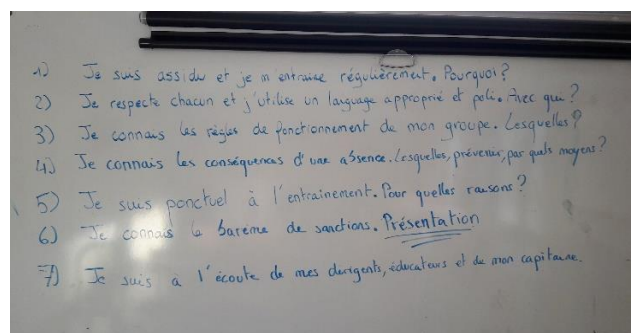 1) Je suis assidu et je m'entraine régulièrement. Pourquoi?
2) Je respecte chacun et j'utilise un language approprié et poli. Avec qui?
3) Je connais les règles de fonctionnement de mon groupe. Lesquelles?
4) Je connais les conséquences d'une absence. Lesquelles, prévenir, par quels moyens?
5) Je suis ponctuel à l'entrainement. Pour quelles raisons?
6) Je connais le bareme de sanctions. Présentation
7) Je suis à l'écoute de mes dirigents, éducateurs et de mon capitaine.